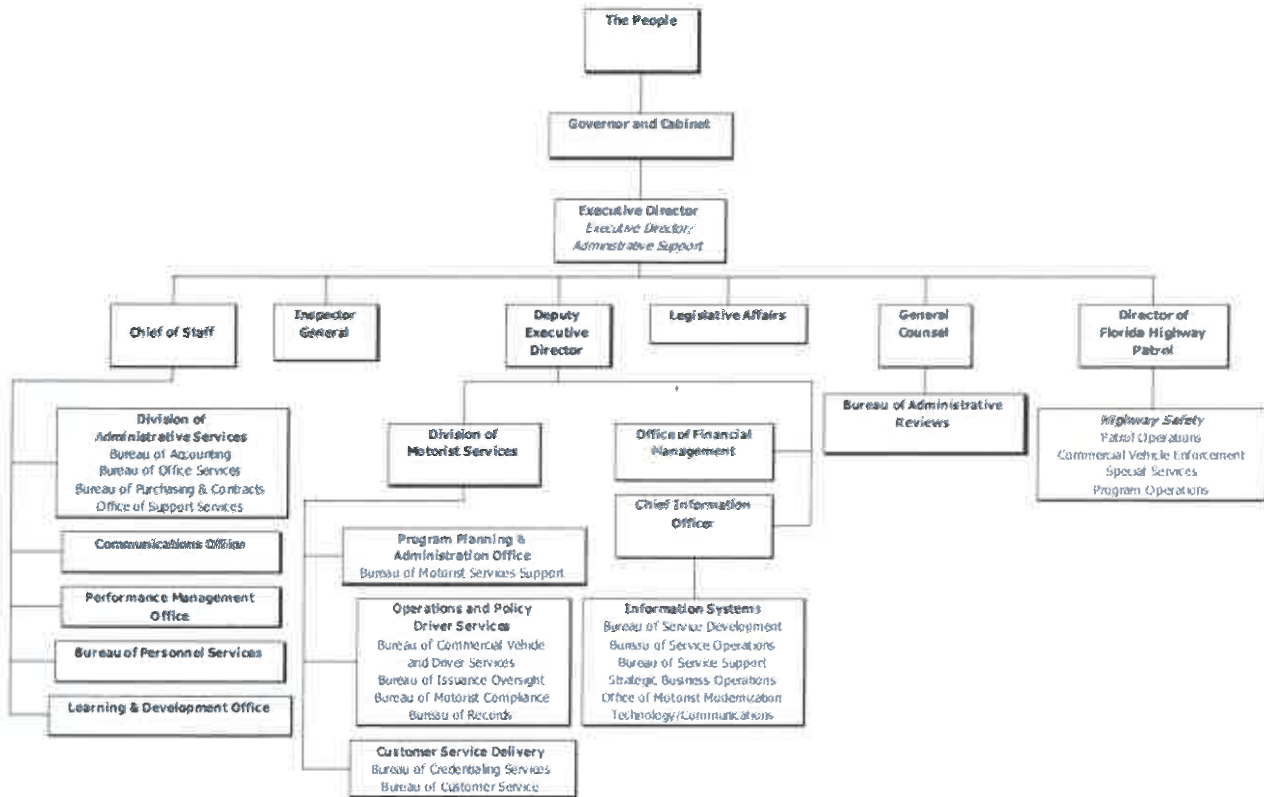 The People
Governor and Cabinet
Executive Director
Executive Director/
Administrative Support
Chief of Staff
Inspector
General
Deputy
Executive
Director
Legislative Affairs
General
Counsel
Director of
Florida Highway
Patrol
Division of
Administrative Services
Bureau of Accounting
Bureau of Office Services
Bureau of Purchasing & Contracts
Office of Support Services
Communications Office
Performance Management
Office
Bureau of Personnel Services
Learning & Development Office
Division of
Motorist Services
Program Planning &
Administration Office
Bureau of Motorist Services Support
Operations and Policy
Driver Services
Bureau of Commercial Vehicle
and Driver Services
Bureau of Issuance Oversight
Bureau of Motorist Compliance
Bureau of Records
Customer Service Delivery
Bureau of Credentialing Services
Bureau of Customer Service
Office of Financial
Management
Chief Information
Officer
Information Systems
Bureau of Service Development
Bureau of Service Operations
Bureau of Service Support
Strategic Business Operations
Office of Motorist Modernization
Technology/Communications
Bureau of Administrative
Reviews
Highway Safety
Patrol Operations
Commercial Vehicle Enforcement
Special Services
Program Operations